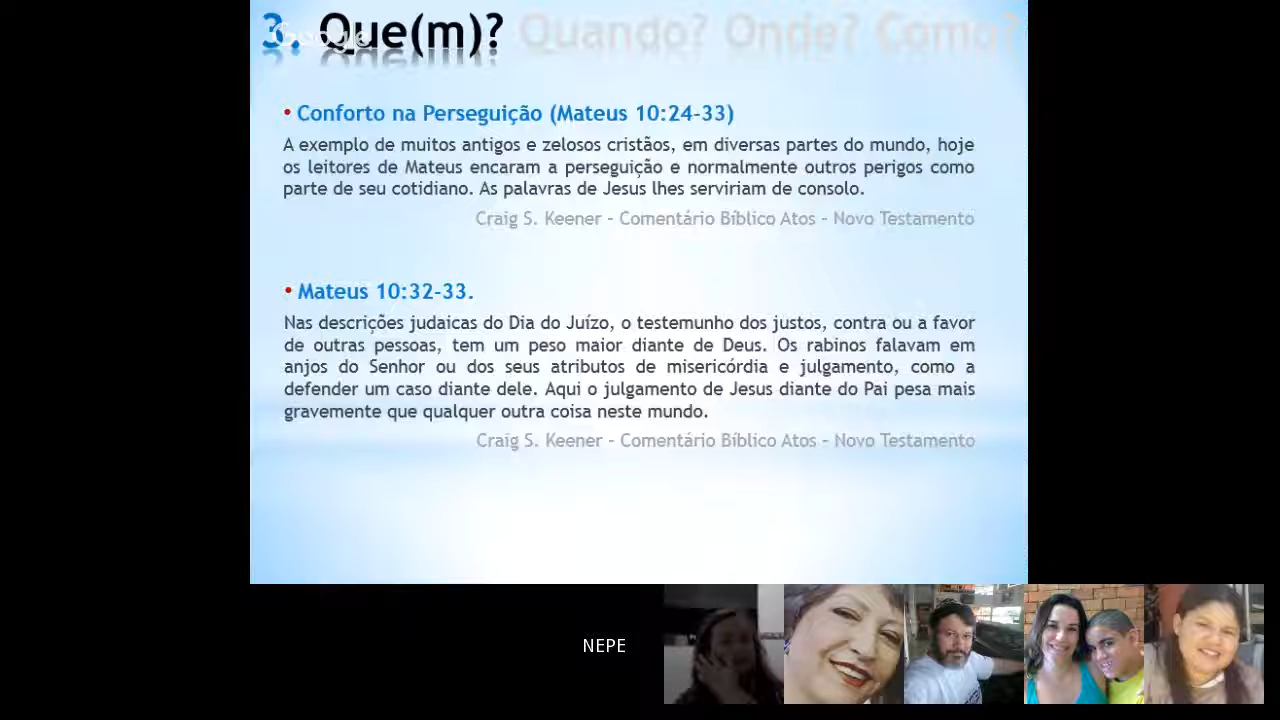 3. Que(m)? Quando? Onde? Como?
Google
• Conforto na Perseguição (Mateus 10:24-33)
A exemplo de muitos antigos e zelosos cristãos, em diversas partes do mundo, hoje
os leitores de Mateus encaram a perseguição e normalmente outros perigos como
parte de seu cotidiano. As palavras de Jesus lhes serviriam de consolo.
Craig S. Keener – Comentário Bíblico Atos – Novo Testamento
• Mateus 10:32-33.
Nas descrições judaicas do Dia do Juízo, o testemunho dos justos, contra ou a favor
de outras pessoas, tem um peso maior diante de Deus. Os rabinos falavam em
anjos do Senhor ou dos seus atributos de misericórdia e julgamento, como a
defender um caso diante dele. Aqui o julgamento de Jesus diante do Pai pesa mais
gravemente que qualquer outra coisa neste mundo.
Craig S. Keener – Comentário Bíblico Atos – Novo Testamento
NEPE